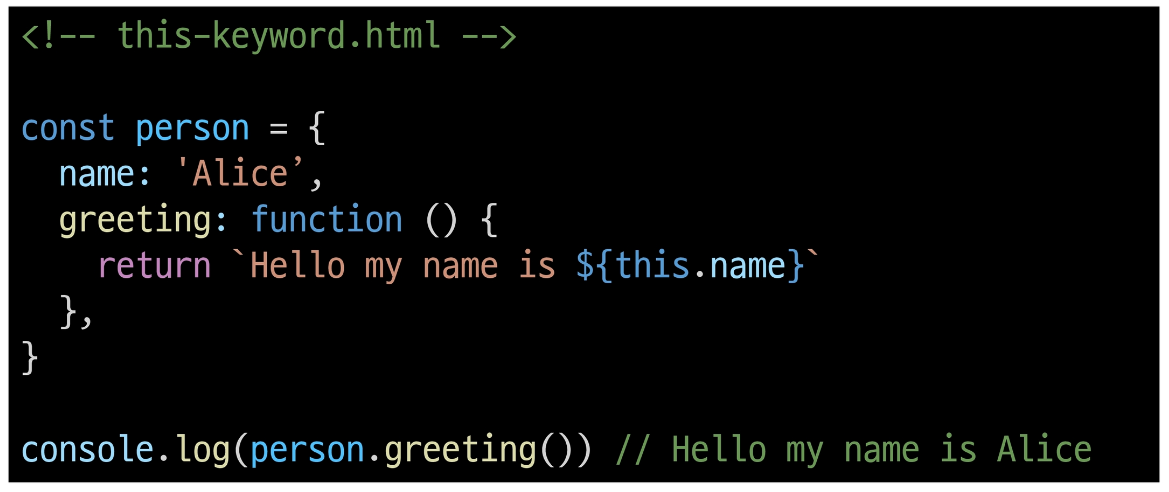 <!-- this-keyword.html -->
const person = {
  name: 'Alice’,
  greeting: function () {
    return `Hello my name is ${this.name}`
  },
}
console.log(person.greeting()) // Hello my name is Alice